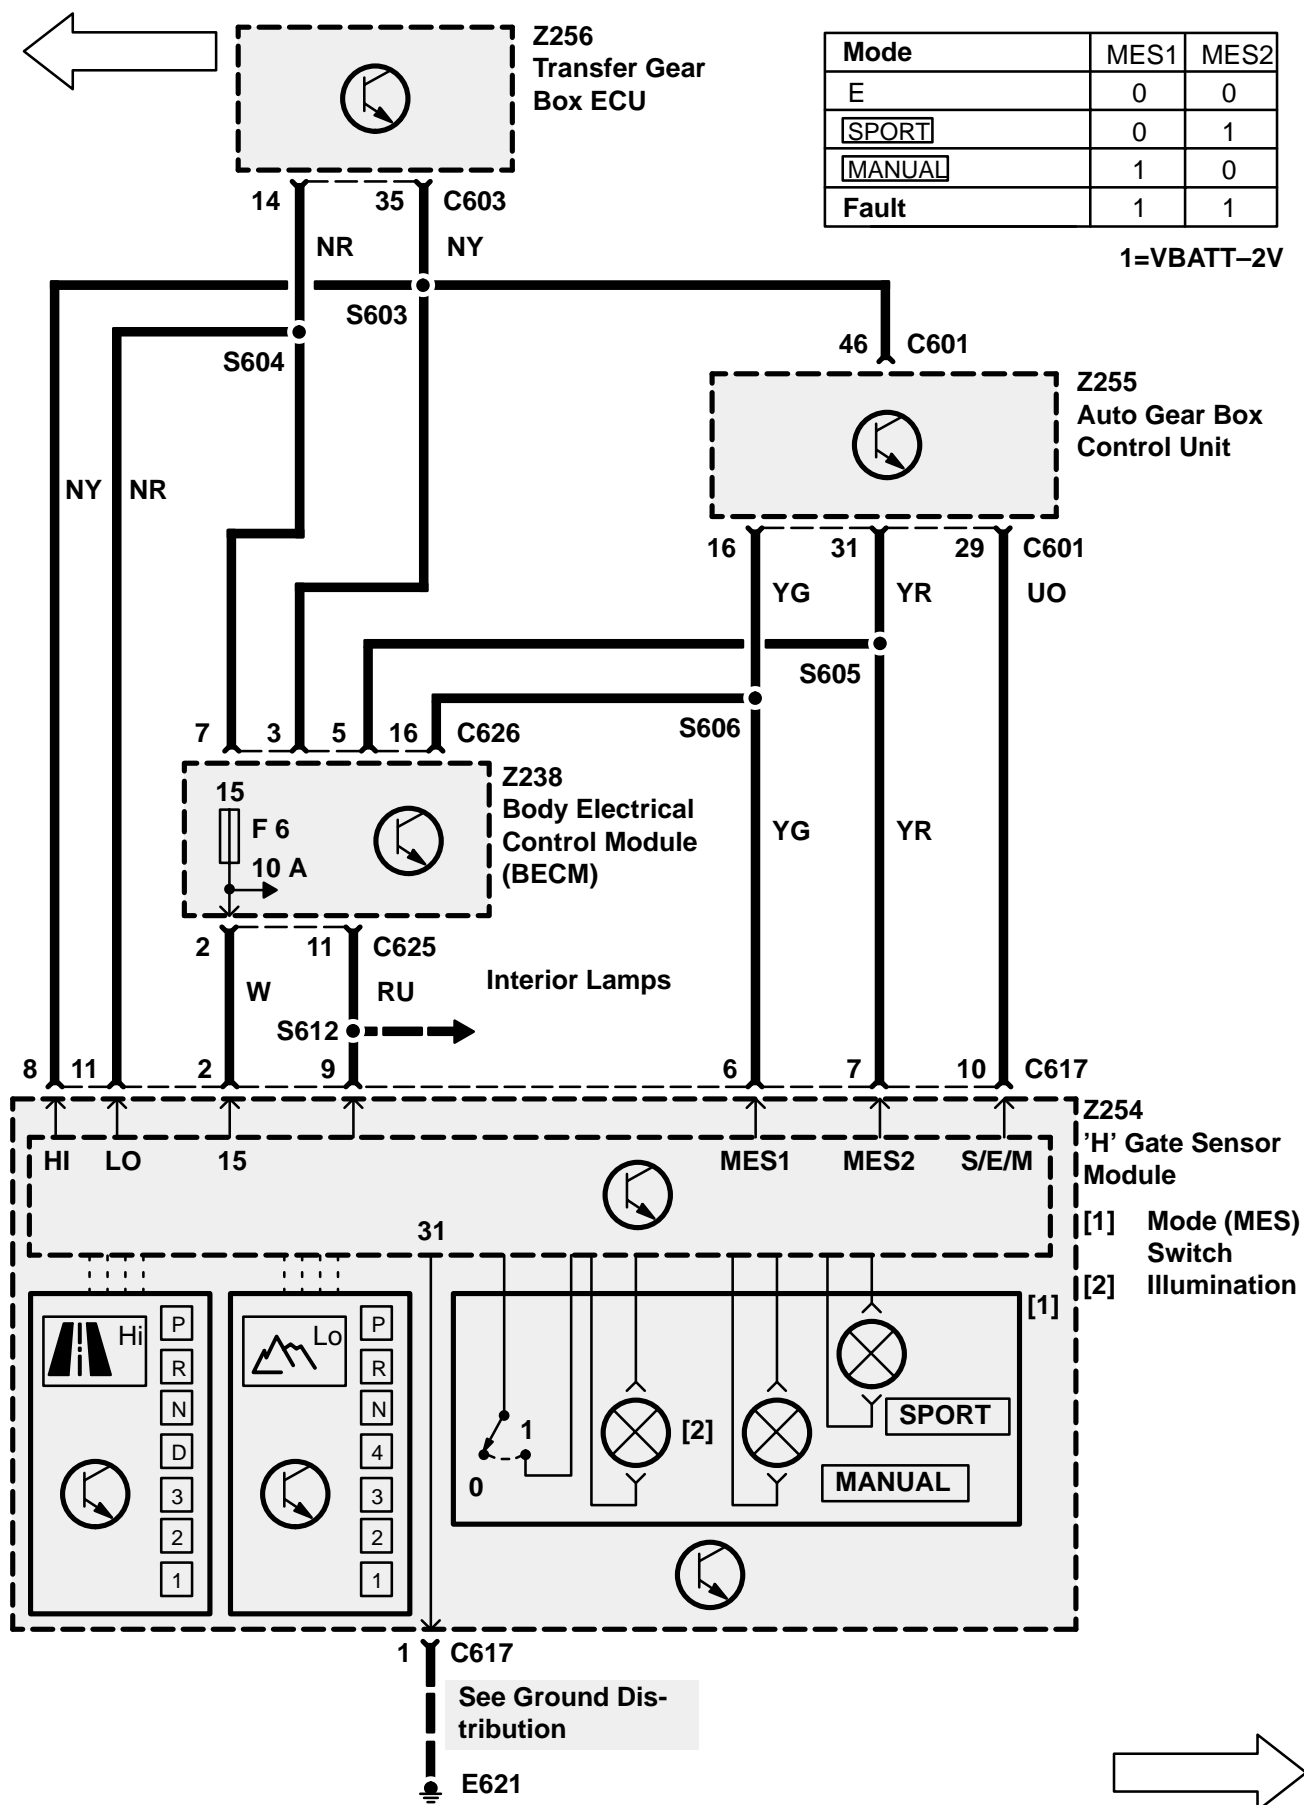 Z256
Transfer Gear
Box ECU
Mode MES1 MES2
E 0 0
SPORT 0 1
MANUAL 1 0
Fault 1 1
1=VBATT–2V
14 35 C603
NR NY
S603
S604
46 C601
Z255
Auto Gear Box
Control Unit
NY NR
16 31 29 C601
YG YR UO
S605
S606
7 3 5 16 C626
Z238
Body Electrical
Control Module
(BECM)
15
F 6
10 A
YG YR
2 11 C625
W RU
Interior Lamps
S612
8 11 2 9 6 7 10 C617
Z254
’H’ Gate Sensor
Module
[1] Mode (MES)
Switch
[2] Illumination
HI LO 15 MES1 MES2 S/E/M
31
[1]
Hi
P
R
N
D
3
2
1
Lo
P
R
N
4
3
2
1
0
1
[2]
SPORT
MANUAL
1 C617
See Ground Dis-
tribution
E621